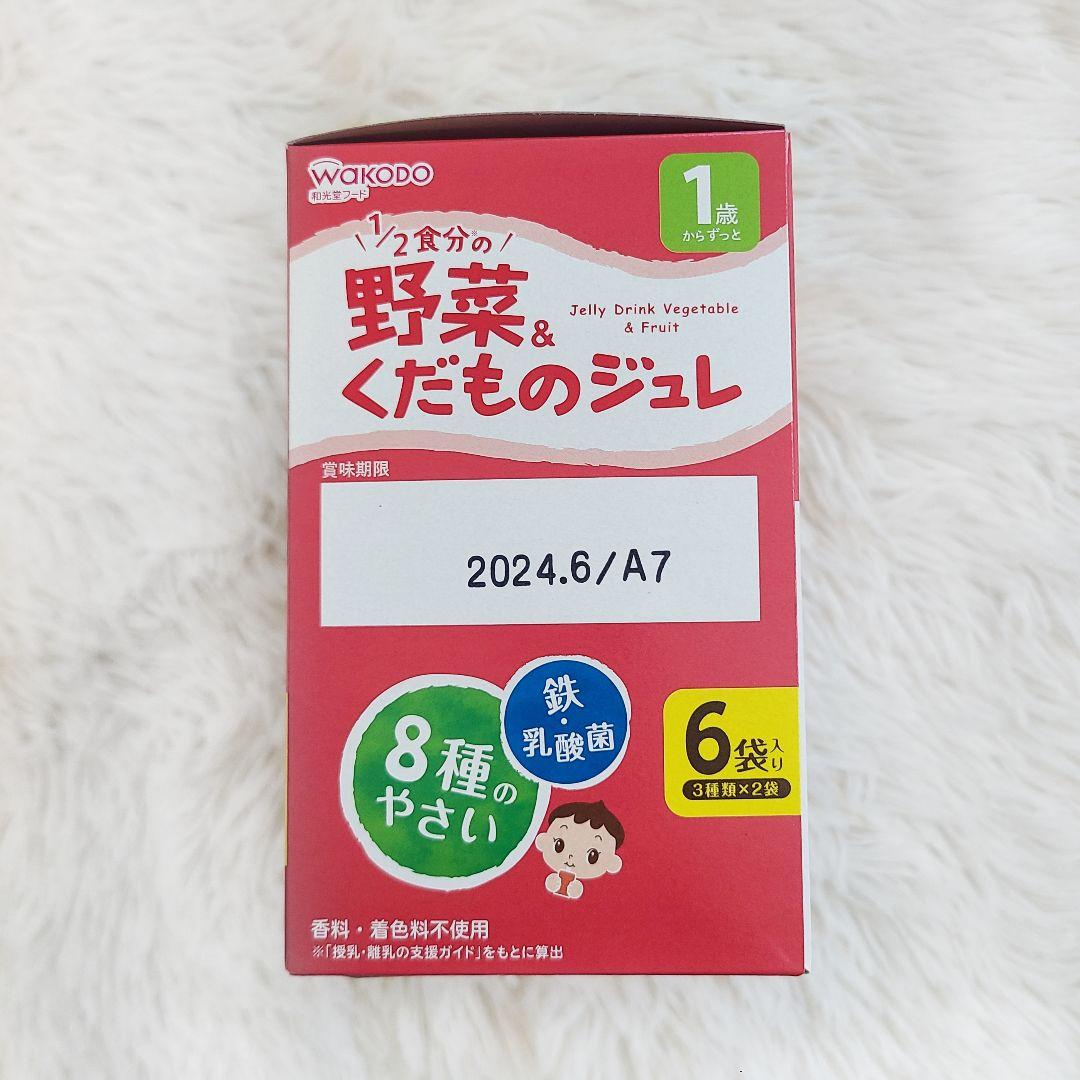 WaKODO
和光堂フード
1歳
からずっと
1/2食分※の
野菜&
Jelly Drink Vegetable
& Fruit
くだものジュレ
賞味期限
2024.6/A7
鉄・
乳酸菌
8種の
やさい
6袋入り
3種類×2袋
香料・着色料不使用
※「授乳・離乳の支援ガイド」をもとに算出